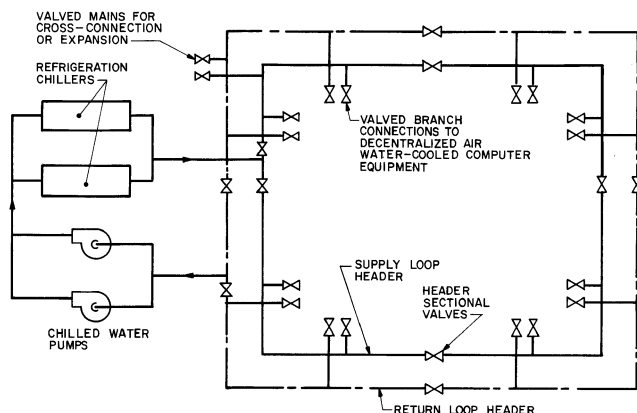 VALVED MAINS FOR
CROSS-CONNECTION
OR EXPANSION
REFRIGERATION
CHILLERS
VALVED BRANCH
CONNECTIONS TO
DECENTRALIZED AIR
WATER-COOLED COMPUTER
EQUIPMENT
SUPPLY LOOP
HEADER
HEADER
SECTIONAL
VALVES
CHILLED WATER
PUMPS
RETURN LOOP HEADER